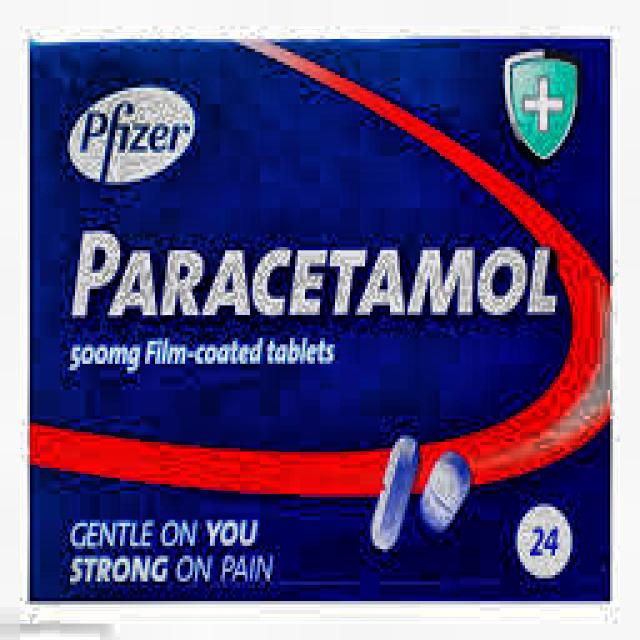 Pfizer
PARACETAMOL
500mg Film-coated tablets
GENTLE ON YOU
STRONG ON PAIN
24